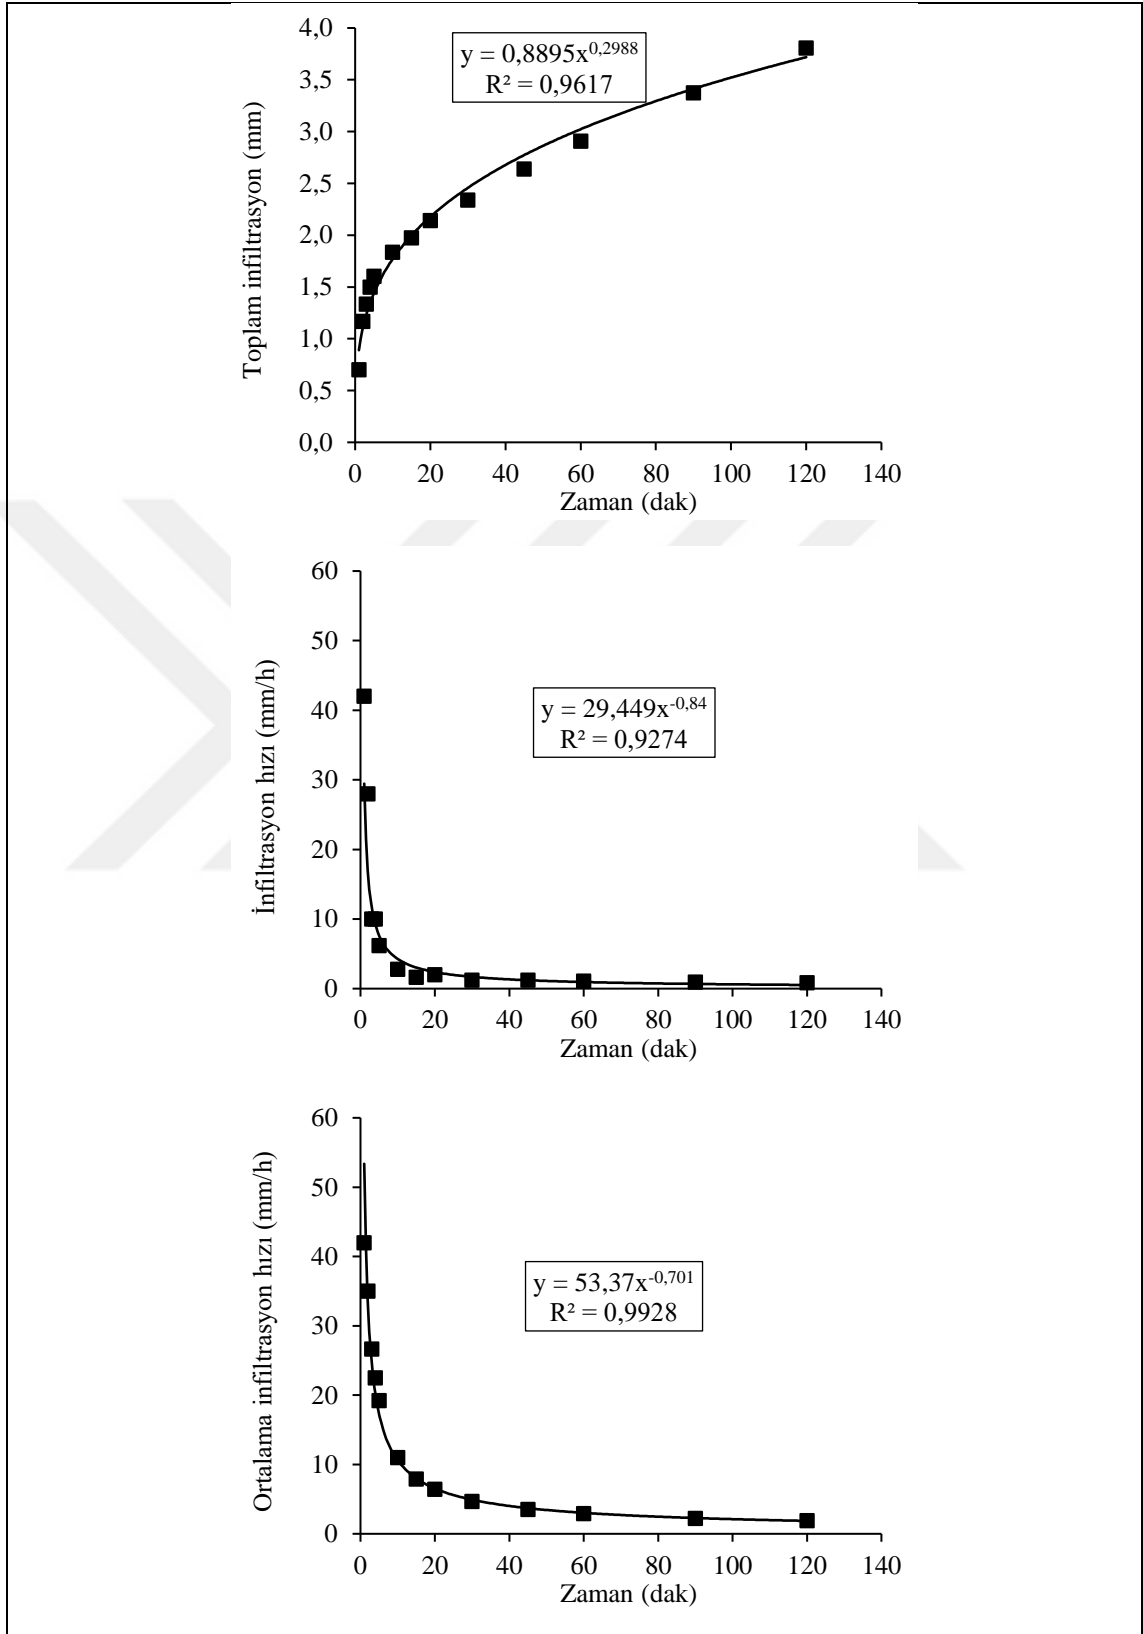 4,0
3,5
3,0
2,5
2,0
1,5
1,0
0,5
0,0
Toplam infiltrasyon (mm)
y = 0,8895x^0,2988
R² = 0,9617
0 20 40 60 80 100 120 140
Zaman (dak)
60
50
40
30
20
10
0
İnfiltrasyon hızı (mm/h)
y = 29,449x^-0,84
R² = 0,9274
0 20 40 60 80 100 120 140
Zaman (dak)
60
50
40
30
20
10
0
Ortalama infiltrasyon hızı (mm/h)
y = 53,37x^-0,701
R² = 0,9928
0 20 40 60 80 100 120 140
Zaman (dak)